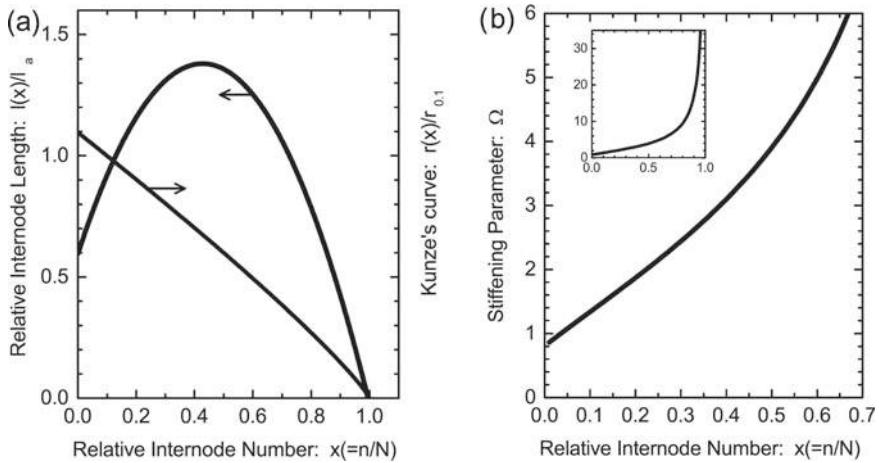 (a)
Relative Internode Length: l(x)/l a
1.5
1.0
0.5
0.0
0.0 0.2 0.4 0.6 0.8 1.0
Relative Internode Number: x(=n/N)
Kunze's curve: r(x)/r0.1
(b)
Stiffening Parameter: Ω
6
5
4
3
2
1
0
0.0 0.1 0.2 0.3 0.4 0.5 0.6 0.7
Relative Internode Number: x(=n/N)
30
20
10
0
0.0 0.5 1.0